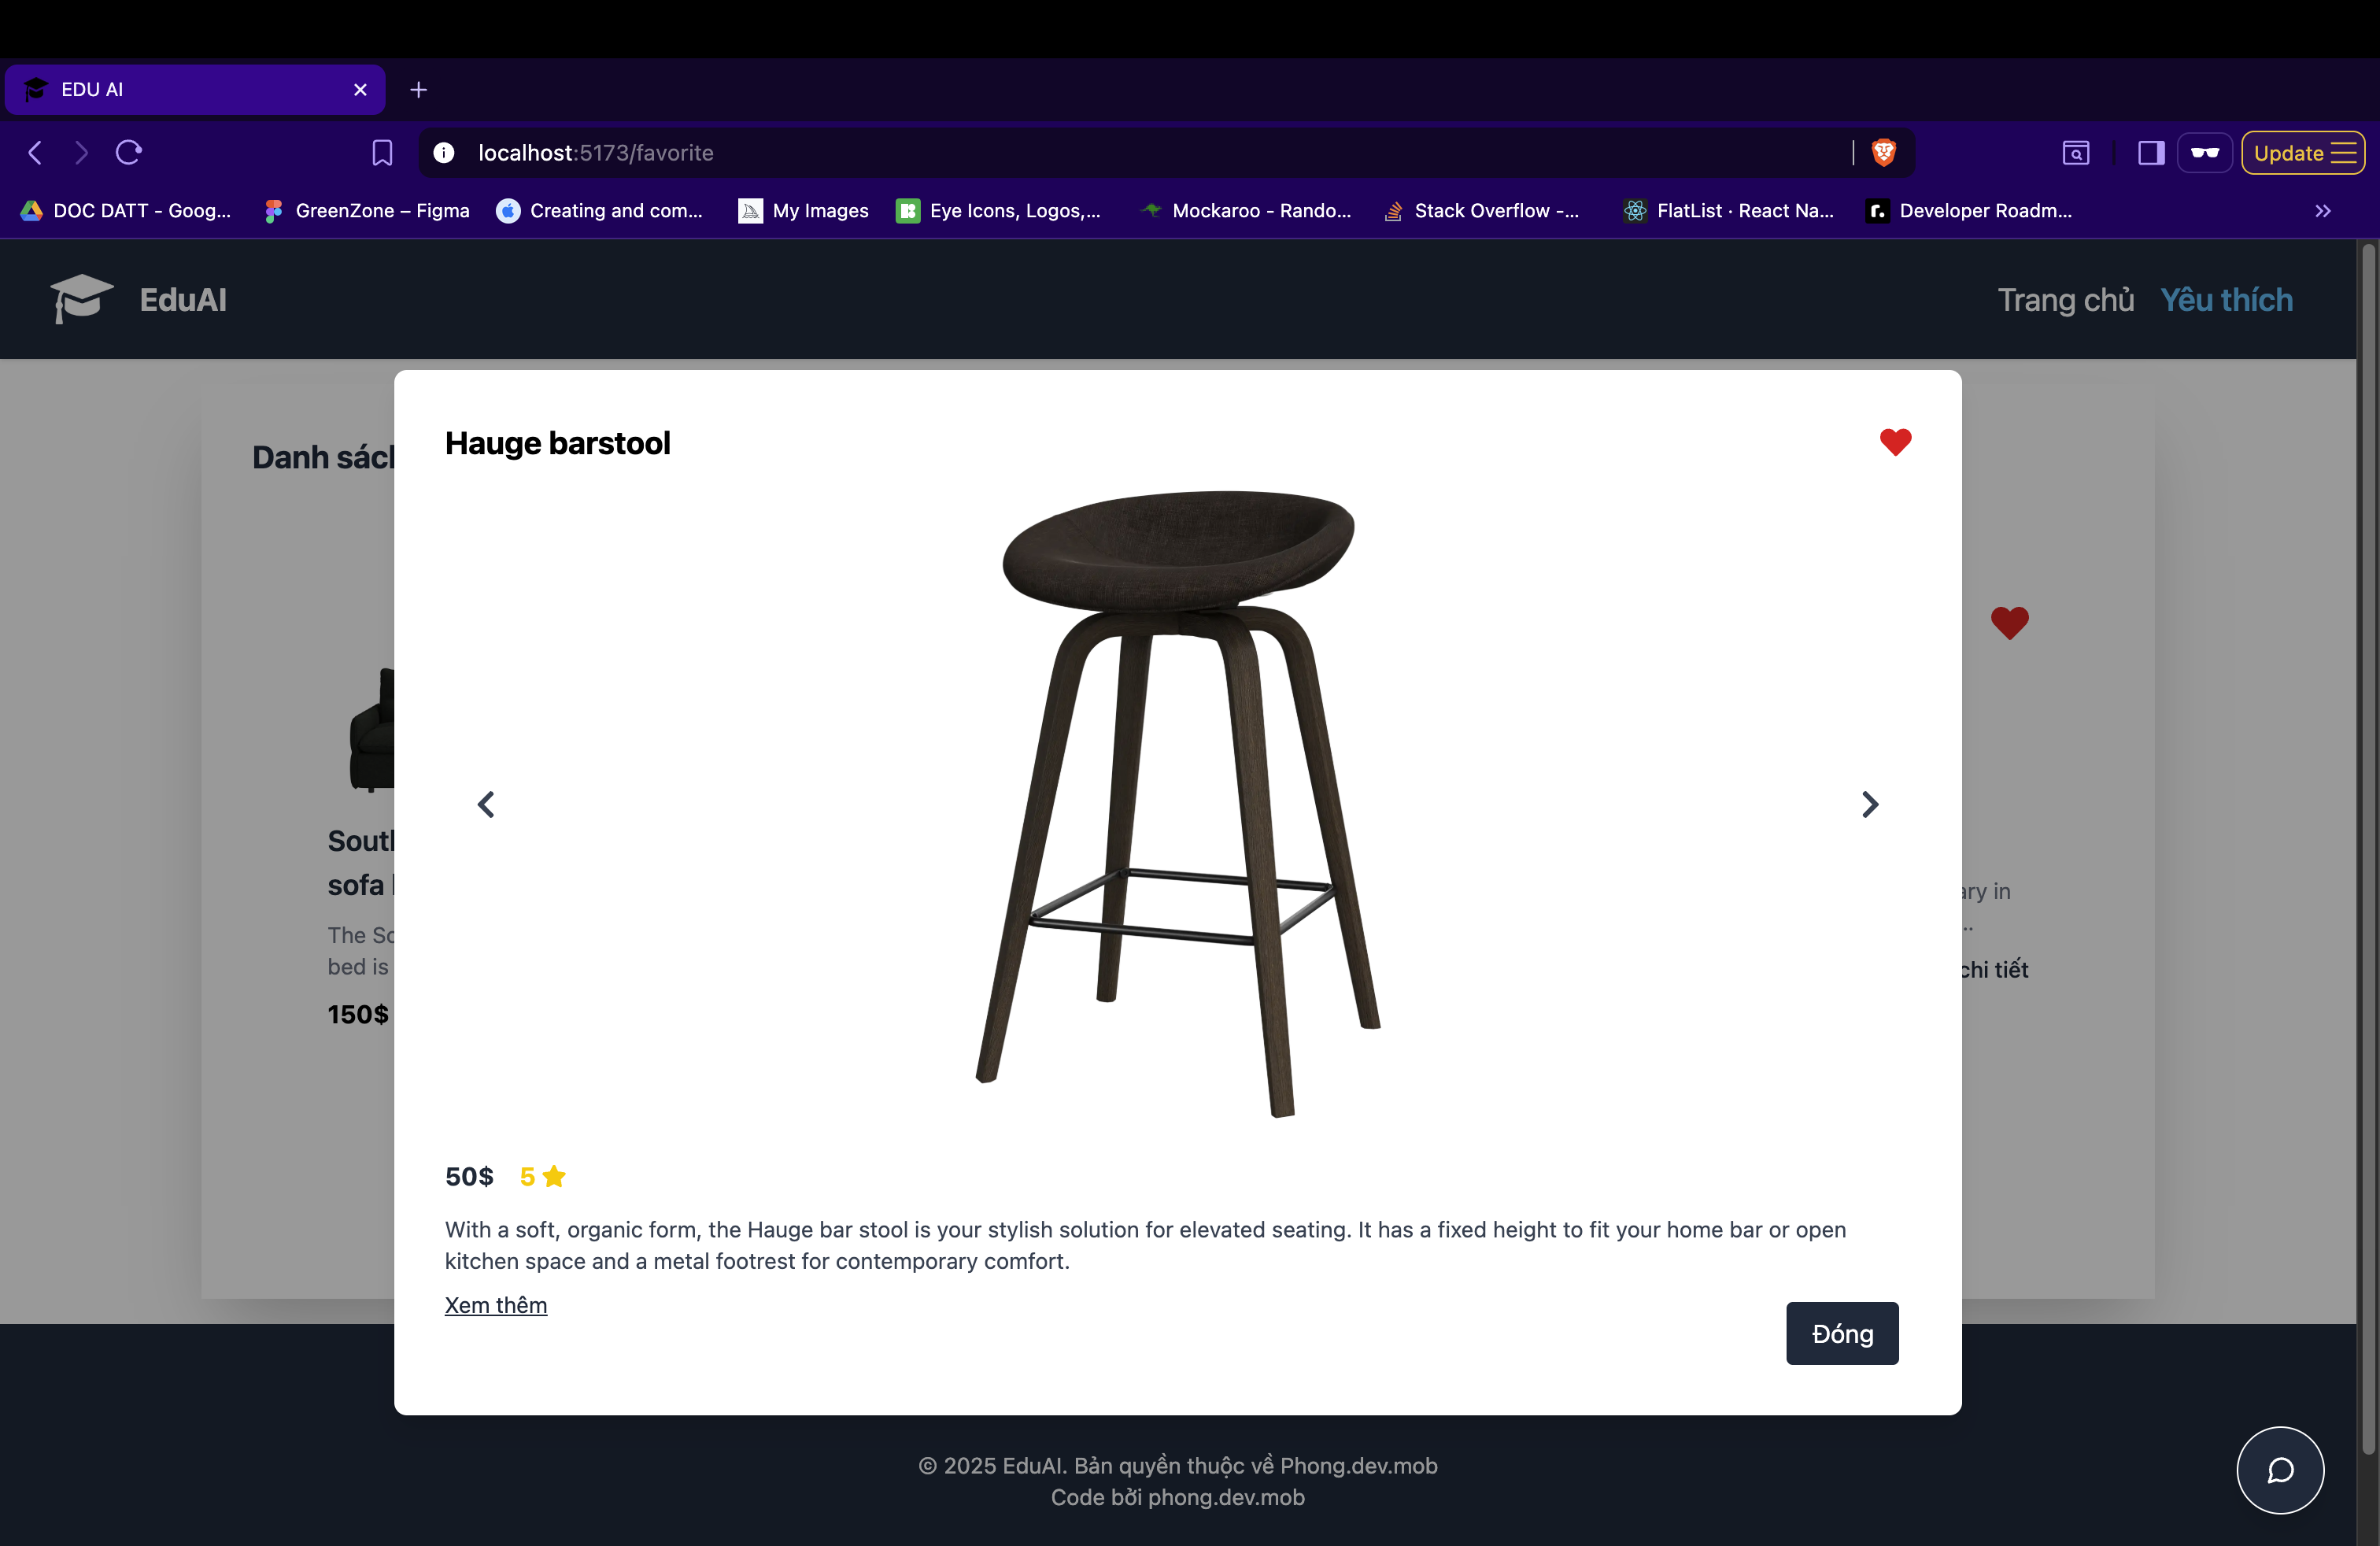 EDU AI
localhost:5173/favorite
Update
DOC DATT - Goog...
GreenZone – Figma
Creating and com...
My Images
Eye Icons, Logos,...
Mockaroo - Rando...
Stack Overflow -...
FlatList · React Na...
Developer Roadm...
EduAI
Trang chủ
Yêu thích
Danh sácl
Hauge barstool
South
sofa
The So
bed is
150$
ary in
..
chi tiết
50$ 5
With a soft, organic form, the Hauge bar stool is your stylish solution for elevated seating. It has a fixed height to fit your home bar or open
kitchen space and a metal footrest for contemporary comfort.
Xem thêm
Đóng
© 2025 EduAI. Bản quyền thuộc về Phong.dev.mob
Code bởi phong.dev.mob